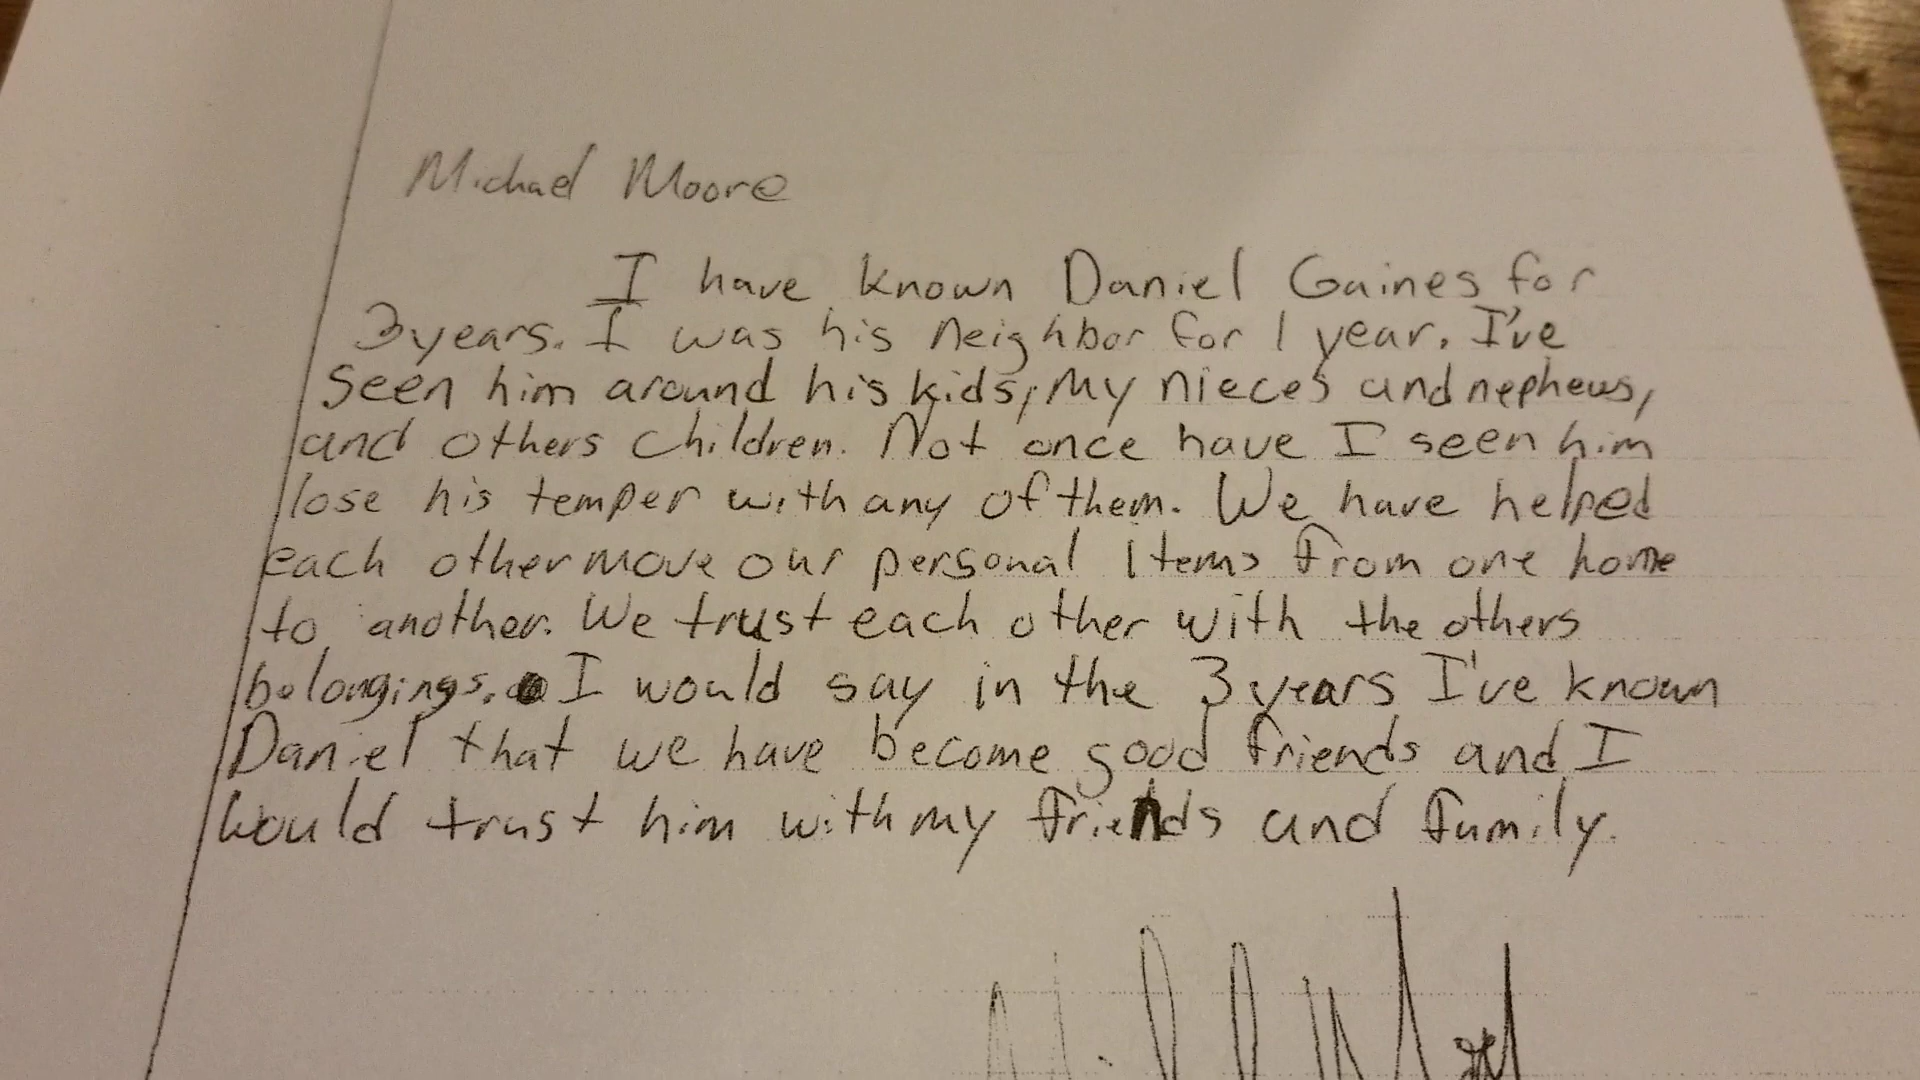 Michael Moore
I have known Daniel Gaines for
3 years. I was his neighbor for 1 year. I've
seen him around his kids, my nieces and nephews,
and others children. Not once have I seen him
lose his temper with any of them. We have helped
each other move our personal items from one home
to another. We trust each other with the others
belongings. I would say in the 3 years I've known
Daniel that we have become good friends and I
would trust him with my friends and family.